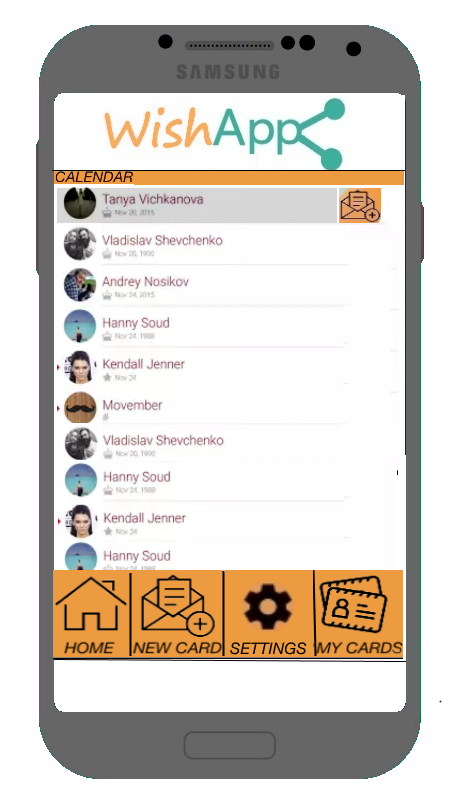 SAMSUNG
WishApp
CALENDAR
Tanya Vichkanova
Nov 20, 2015
Vladislav Shevchenko
Nov 20, 1990
Andrey Nosikov
Nov 24, 2015
Hanny Soud
Nov 24, 1988
Kendall Jenner
Nov 24
Movember
#
Vladislav Shevchenko
Nov 20, 1990
Hanny Soud
Nov 24, 1988
Kendall Jenner
Nov 24
Hanny Soud
Nov 24, 1988
HOME NEW CARD SETTINGS MY CARDS